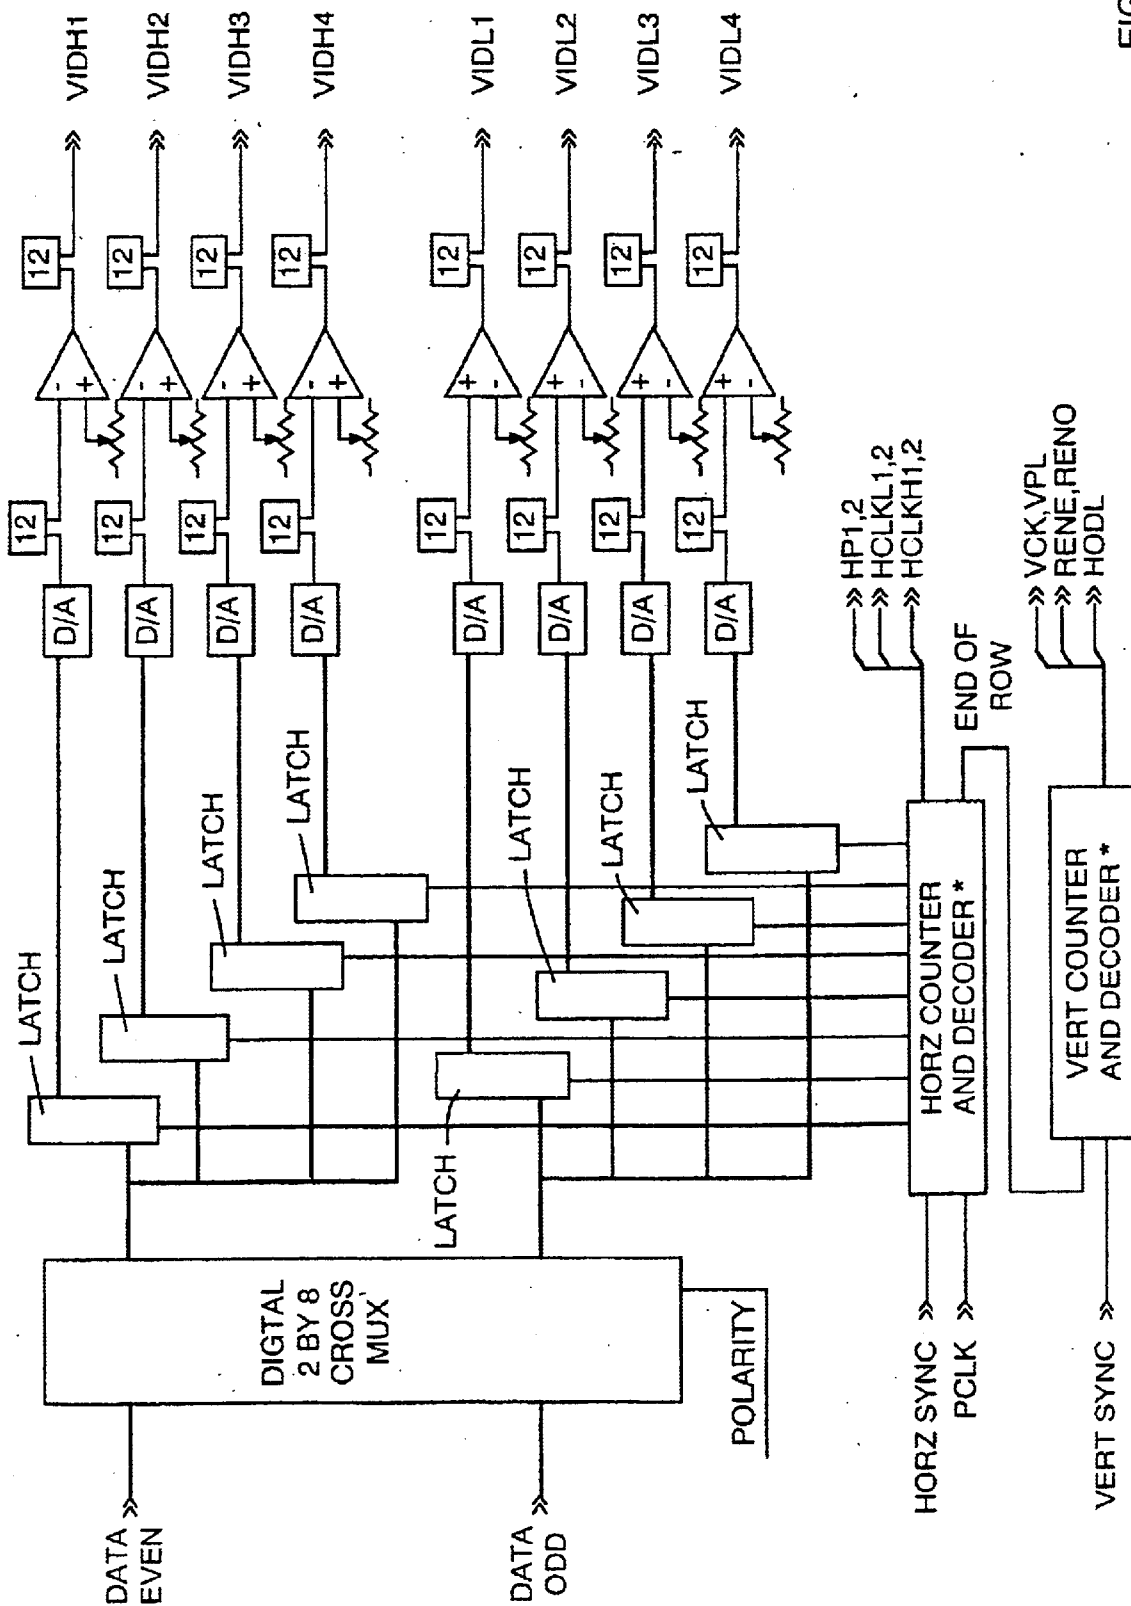 DATA
EVEN
DATA
ODD
DIGTAL
2 BY 8
CROSS
MUX
POLARITY
LATCH
LATCH
LATCH
LATCH
LATCH
LATCH
LATCH
LATCH
D/A
D/A
D/A
D/A
D/A
D/A
D/A
D/A
12
12
12
12
12
12
12
12
-
+
-
+
-
+
-
+
+
-
+
-
+
-
+
-
12
12
12
12
12
12
12
12
VIDH1
VIDH2
VIDH3
VIDH4
VIDL1
VIDL2
VIDL3
VIDL4
HORZ SYNC
PCLK
HORZ COUNTER
AND DECODER*
HP1,2
HCLKL1,2
HCLKH1,2
END OF
ROW
VERT SYNC
VERT COUNTER
AND DECODER*
VCK,VPL
RENE,RENO
HODL